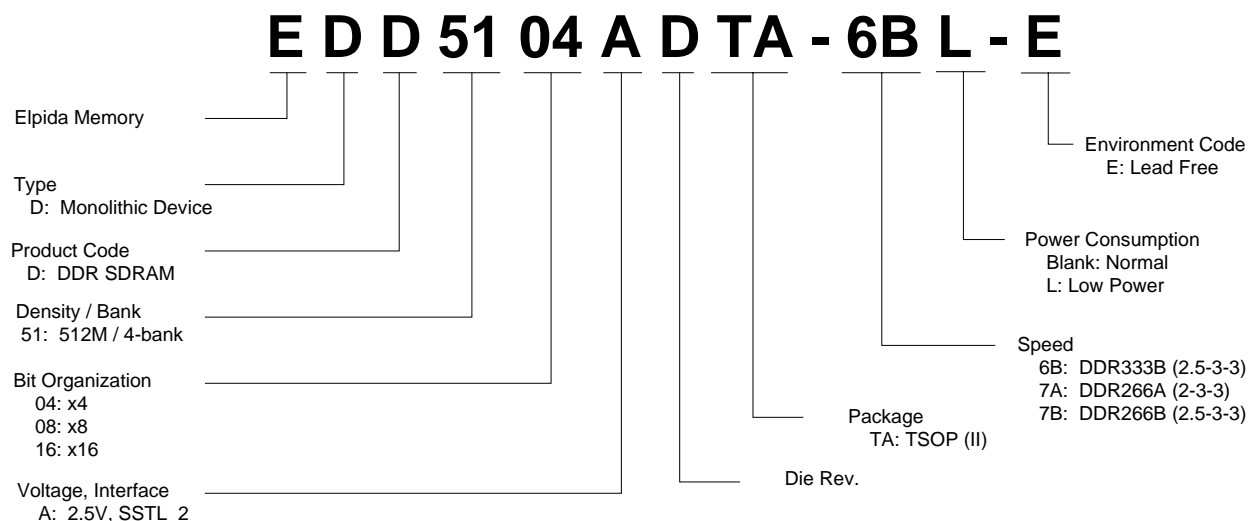 E D D 51 04 A D TA - 6B L - E
Elpida Memory
Type
D: Monolithic Device
Product Code
D: DDR SDRAM
Density / Bank
51: 512M / 4-bank
Bit Organization
04: x4
08: x8
16: x16
Voltage, Interface
A: 2.5V, SSTL_2
Die Rev.
Package
TA: TSOP (II)
Speed
6B: DDR333B (2.5-3-3)
7A: DDR266A (2-3-3)
7B: DDR266B (2.5-3-3)
Power Consumption
Blank: Normal
L: Low Power
Environment Code
E: Lead Free